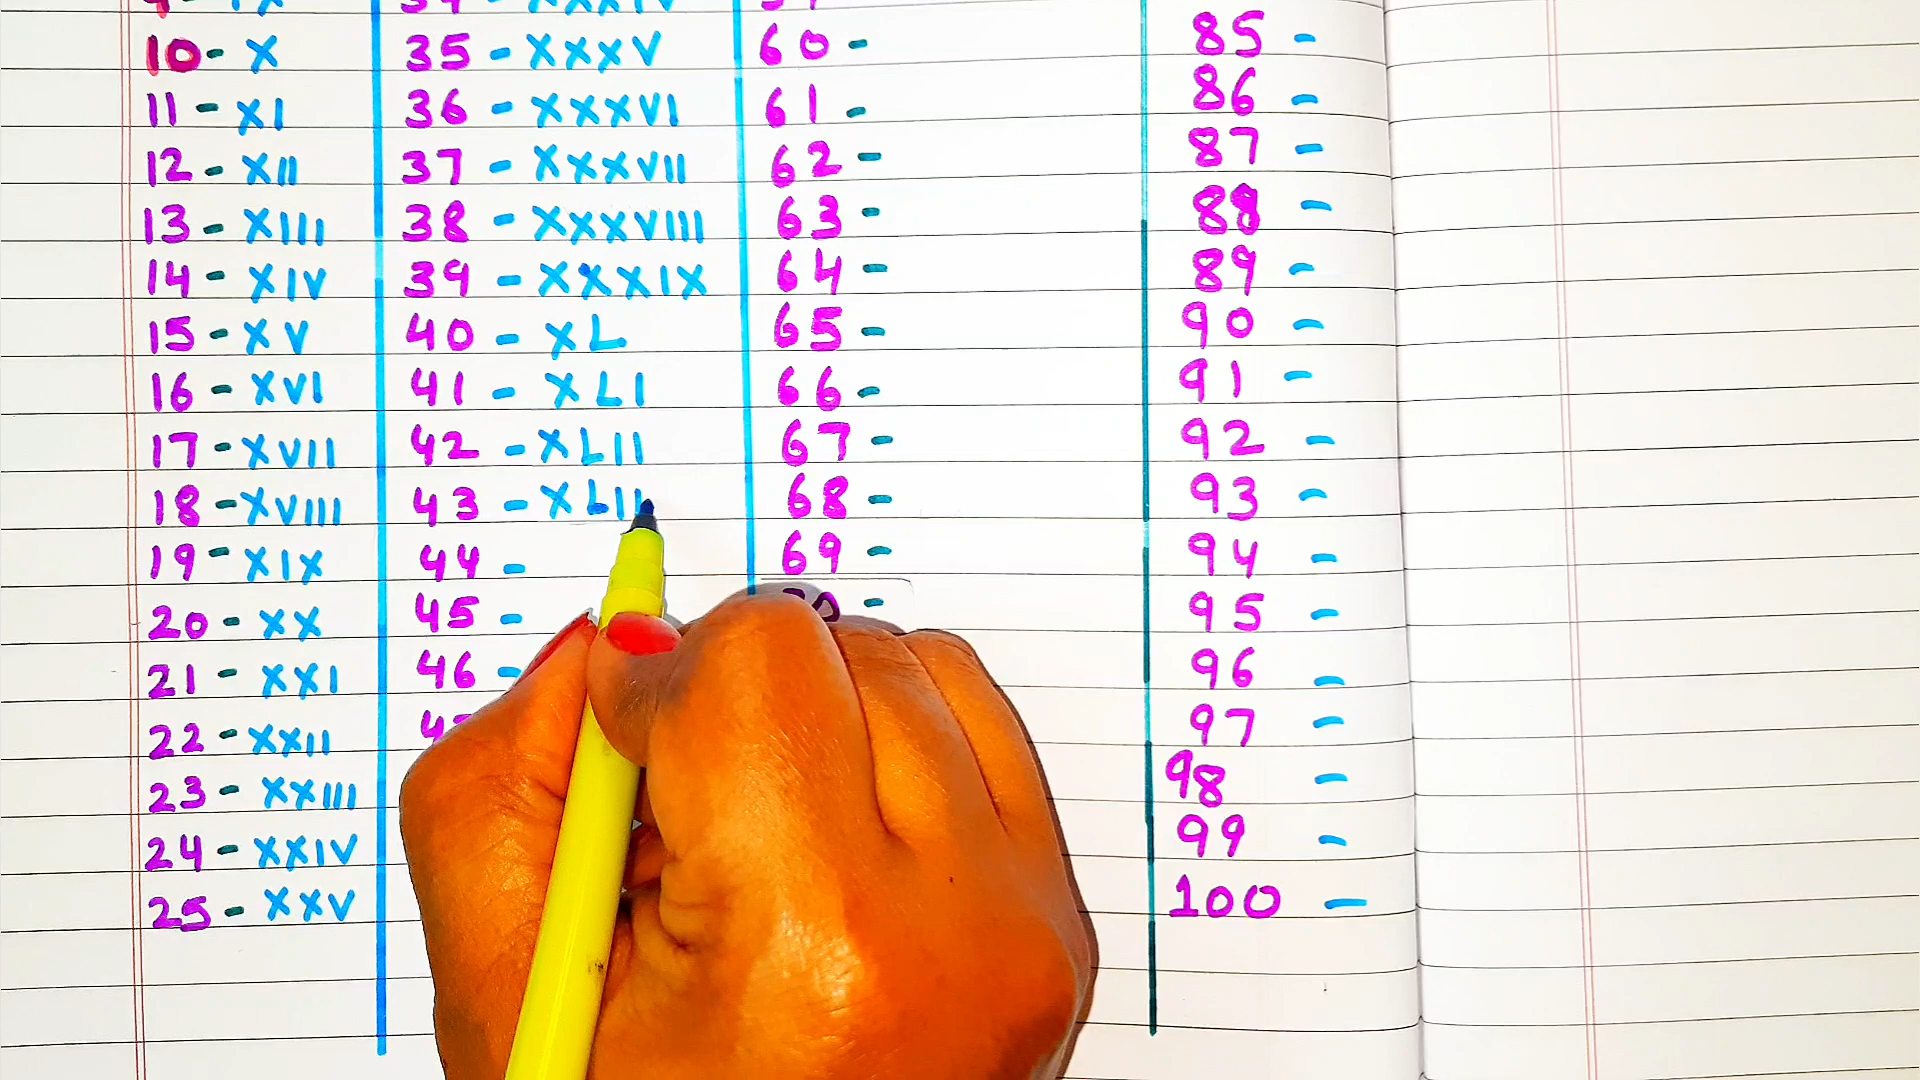 10 - X
11 - XI
12 - XII
13 - XIII
14 - XIV
15 - XV
16 - XVI
17 - XVII
18 - XVIII
19 - XIX
20 - XX
21 - XXI
22 - XXII
23 - XXIII
24 - XXIV
25 - XXV
35 - XXXV
36 - XXXVI
37 - XXXVII
38 - XXXVIII
39 - XXXIX
40 - XL
41 - XLI
42 - XLII
43 - XLII
44 -
45 -
46 -
60 -
61 -
62 -
63 -
64 -
65 -
66 -
67 -
68 -
69 -
85 -
86 -
87 -
88 -
89 -
90 -
91 -
92 -
93
94 -
95 -
96 -
97 -
98 -
99 -
100 -